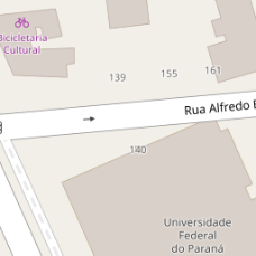 Bicicletaria
Cultural
139
155
161
Rua Alfredo
140
Universidade
Federal
do Paraná